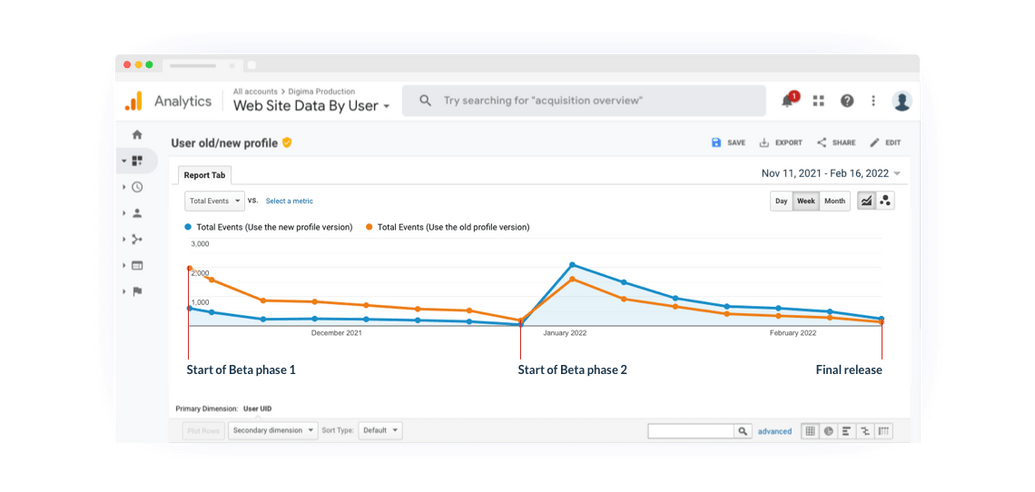 All accounts > Digima Production
Analytics
Web Site Data By User
Try searching for "acquisition overview"
1
User old/new profile
SAVE
EXPORT
SHARE
EDIT
Report Tab
Nov 11, 2021 - Feb 16, 2022
Total Events
VS.
Select a metric
Day
Week
Month
Total Events (Use the new profile version)
Total Events (Use the old profile version)
3,000
2,000
1,000
December 2021
January 2022
February 2022
Start of Beta phase 1
Start of Beta phase 2
Final release
Primary Dimension: User UID
Plot Rows
Secondary dimension
Sort Type:
Default
advanced